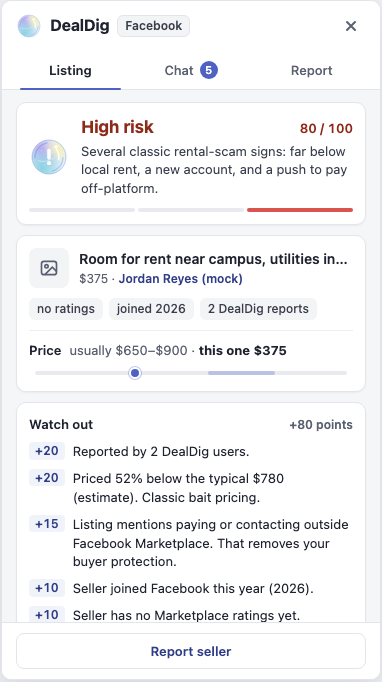 DealDig Facebook
Listing Chat 5 Report
High risk 80 / 100
Several classic rental-scam signs: far below
local rent, a new account, and a push to pay
off-platform.
Room for rent near campus, utilities in...
$375 · Jordan Reyes (mock)
no ratings joined 2026 2 DealDig reports
Price usually $650–$900 · this one $375
Watch out +80 points
+20 Reported by 2 DealDig users.
+20 Priced 52% below the typical $780
(estimate). Classic bait pricing.
+15 Listing mentions paying or contacting outside
Facebook Marketplace. That removes your
buyer protection.
+10 Seller joined Facebook this year (2026).
+10 Seller has no Marketplace ratings yet.
Report seller